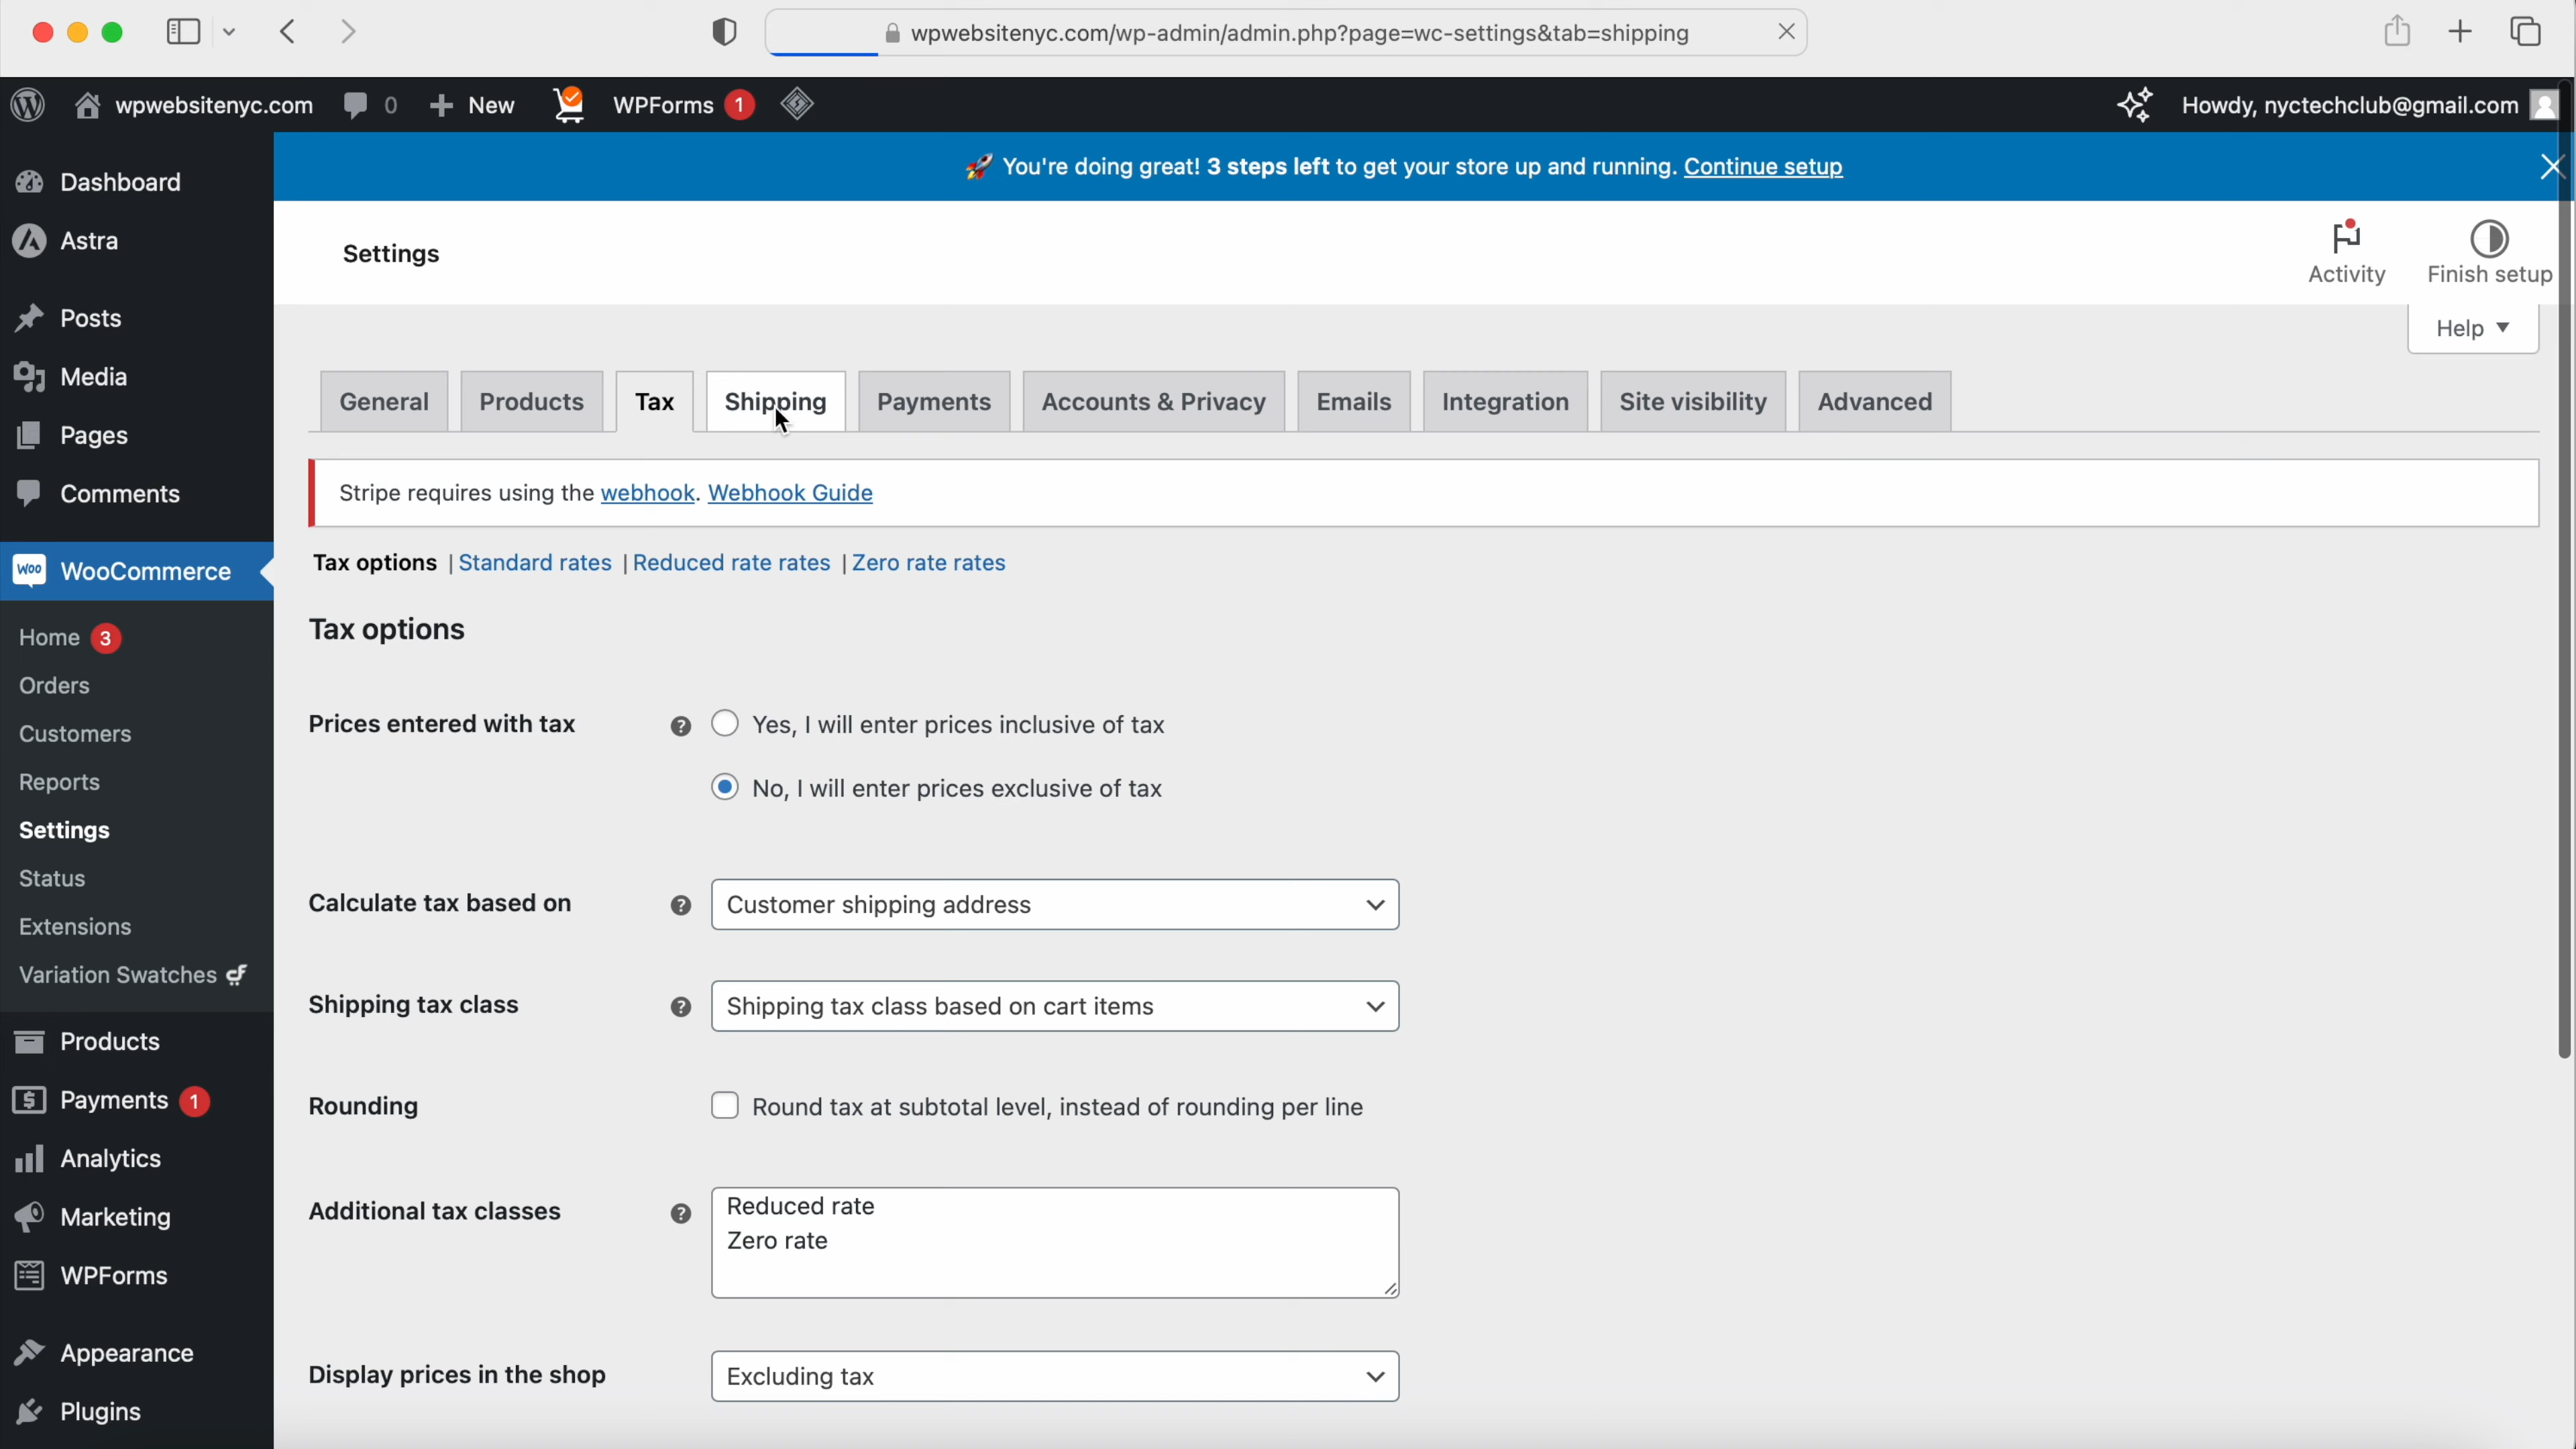 wpwebsitenyc.com/wp-admin/admin.php?page=wc-settings&tab=shipping
wpwebsitenyc.com 0 New WPForms 1 Howdy, nyctechclub@gmail.com
🚀 You're doing great! 3 steps left to get your store up and running. Continue setup
Settings
Activity
Finish setup
Help
General Products Tax Shipping Payments Accounts & Privacy Emails Integration Site visibility Advanced
Stripe requires using the webhook. Webhook Guide
Tax options | Standard rates | Reduced rate rates | Zero rate rates
Tax options
Prices entered with tax
Yes, I will enter prices inclusive of tax
No, I will enter prices exclusive of tax
Calculate tax based on
Customer shipping address
Shipping tax class
Shipping tax class based on cart items
Rounding
Round tax at subtotal level, instead of rounding per line
Additional tax classes
Reduced rate
Zero rate
Display prices in the shop
Excluding tax
Dashboard
Astra
Posts
Media
Pages
Comments
Woo WooCommerce
Home 3
Orders
Customers
Reports
Settings
Status
Extensions
Variation Swatches
Products
Payments 1
Analytics
Marketing
WPForms
Appearance
Plugins